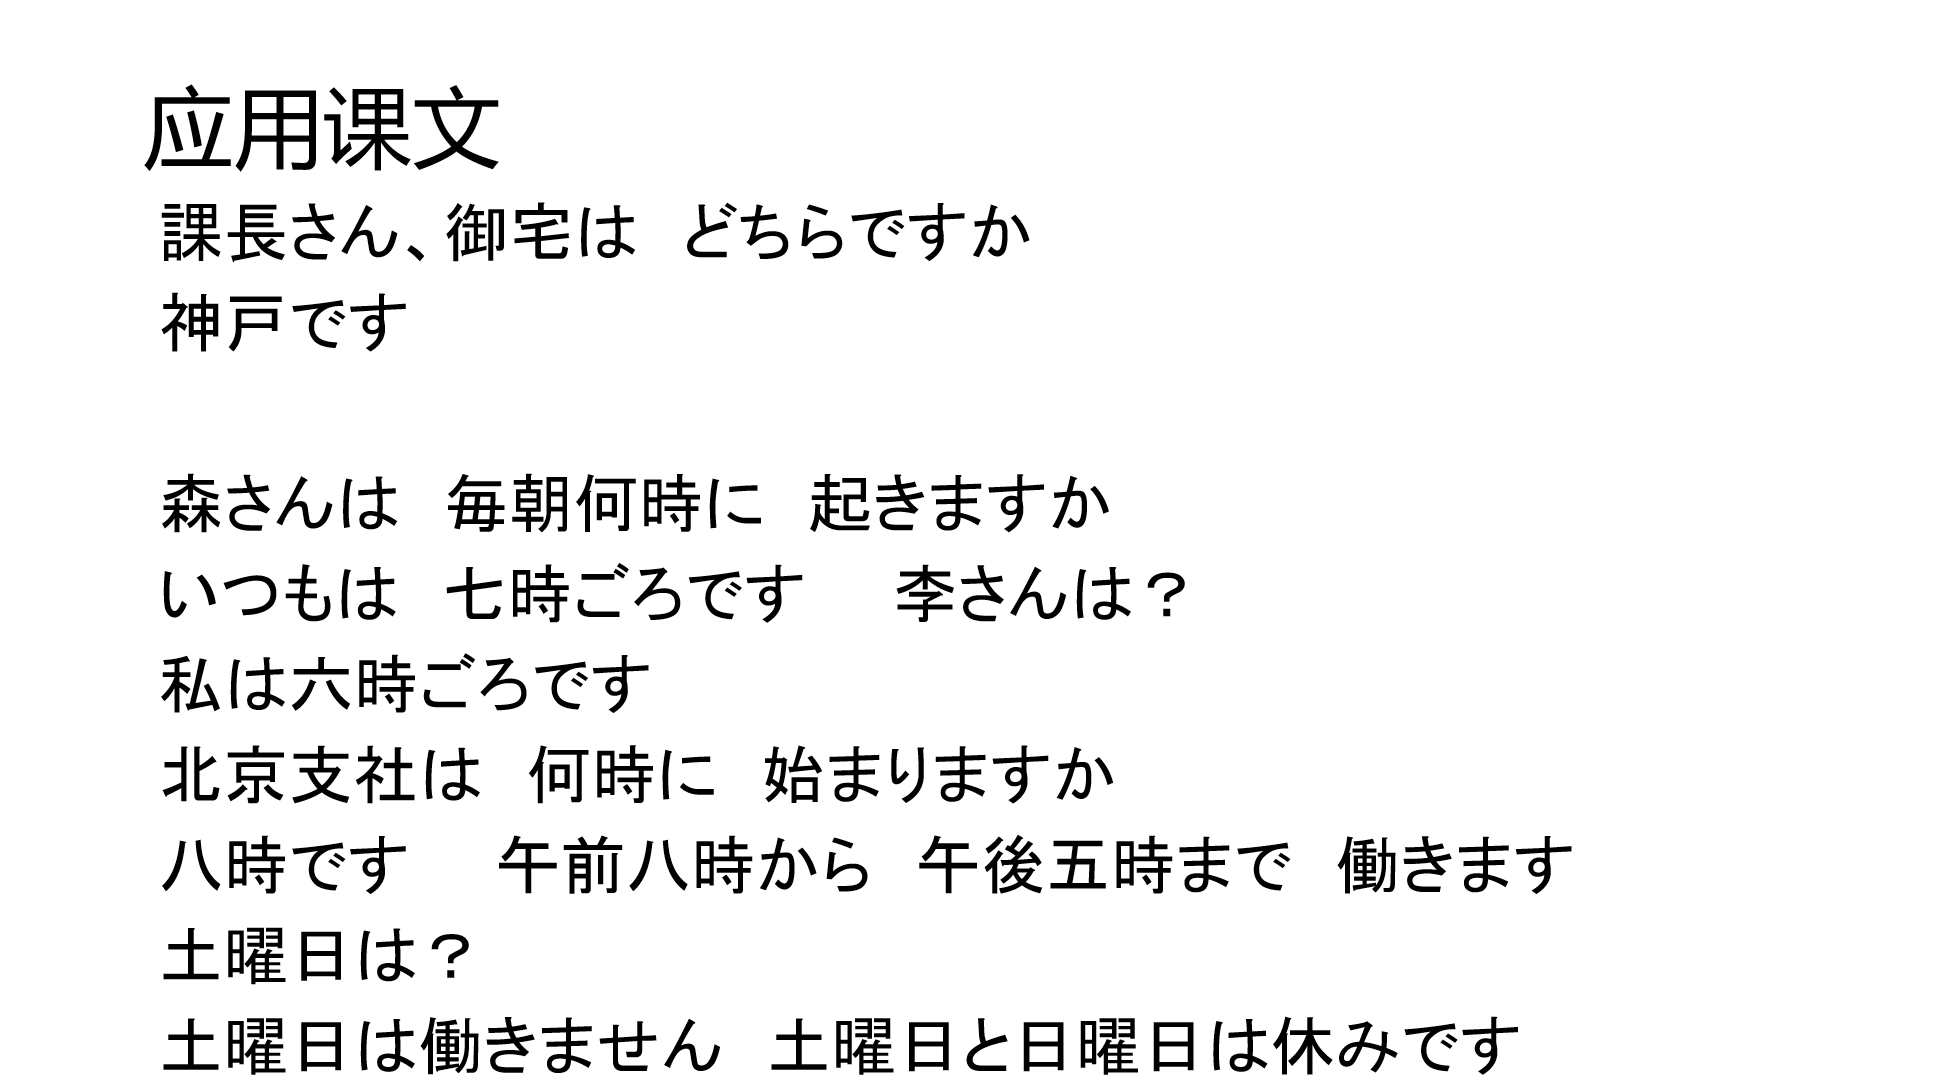 应用课文
課長さん、御宅は　どちらですか
神戸です
森さんは　毎朝何時に　起きますか
いつもは　七時ごろです　 李さんは？
私は六時ごろです
北京支社は　何時に　始まりますか
八時です　 午前八時から　午後五時まで　働きます
土曜日は？
土曜日は働きません　土曜日と日曜日は休みです